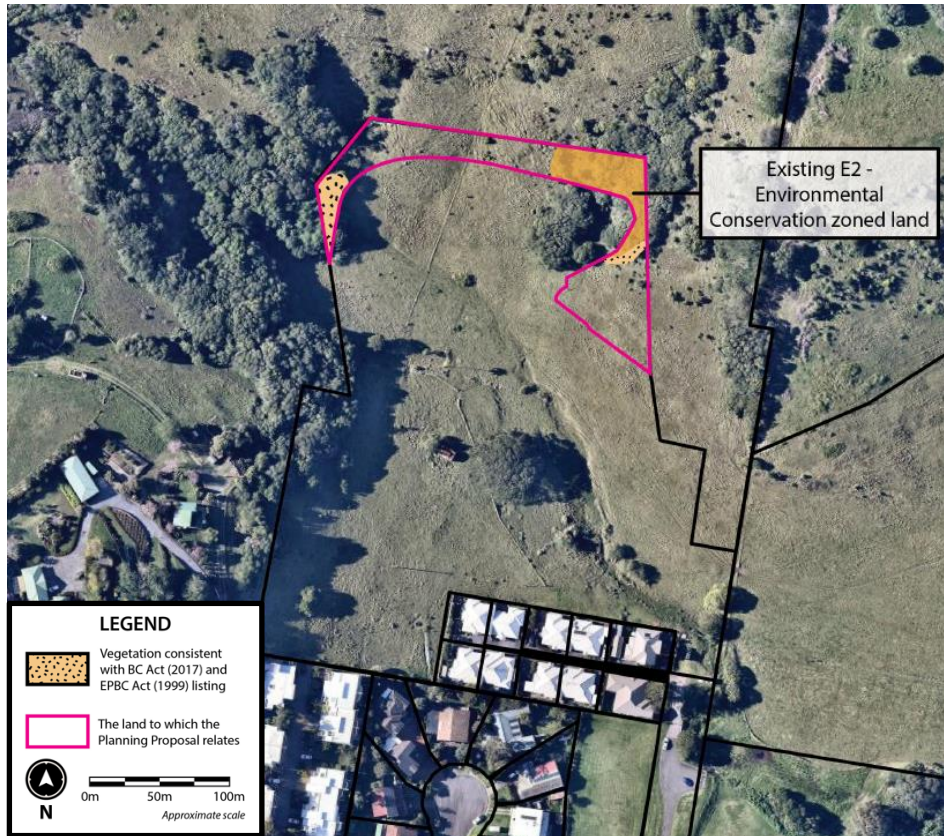 Existing E2 -
Environmental
Conservation zoned land
LEGEND
Vegetation consistent
with BC Act (2017) and
EPBC Act (1999) listing
The land to which the
Planning Proposal relates
N
0m 50m 100m
Approximate scale